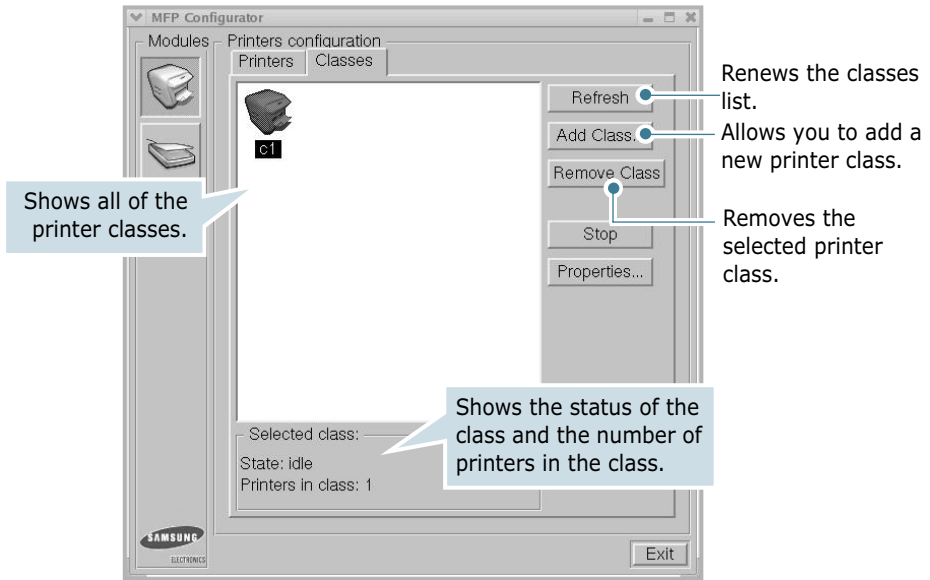 MFP Configurator
Modules
Printers configuration
Printers
Classes
c1
Refresh
Add Class..
Remove Class
Stop
Properties...
Renews the classes
list.
Allows you to add a
new printer class.
Removes the
selected printer
class.
Shows all of the
printer classes.
Shows the status of the
class and the number of
printers in the class.
Selected class:
State: idle
Printers in class: 1
SAMSUNG
ELECTRONICS
Exit